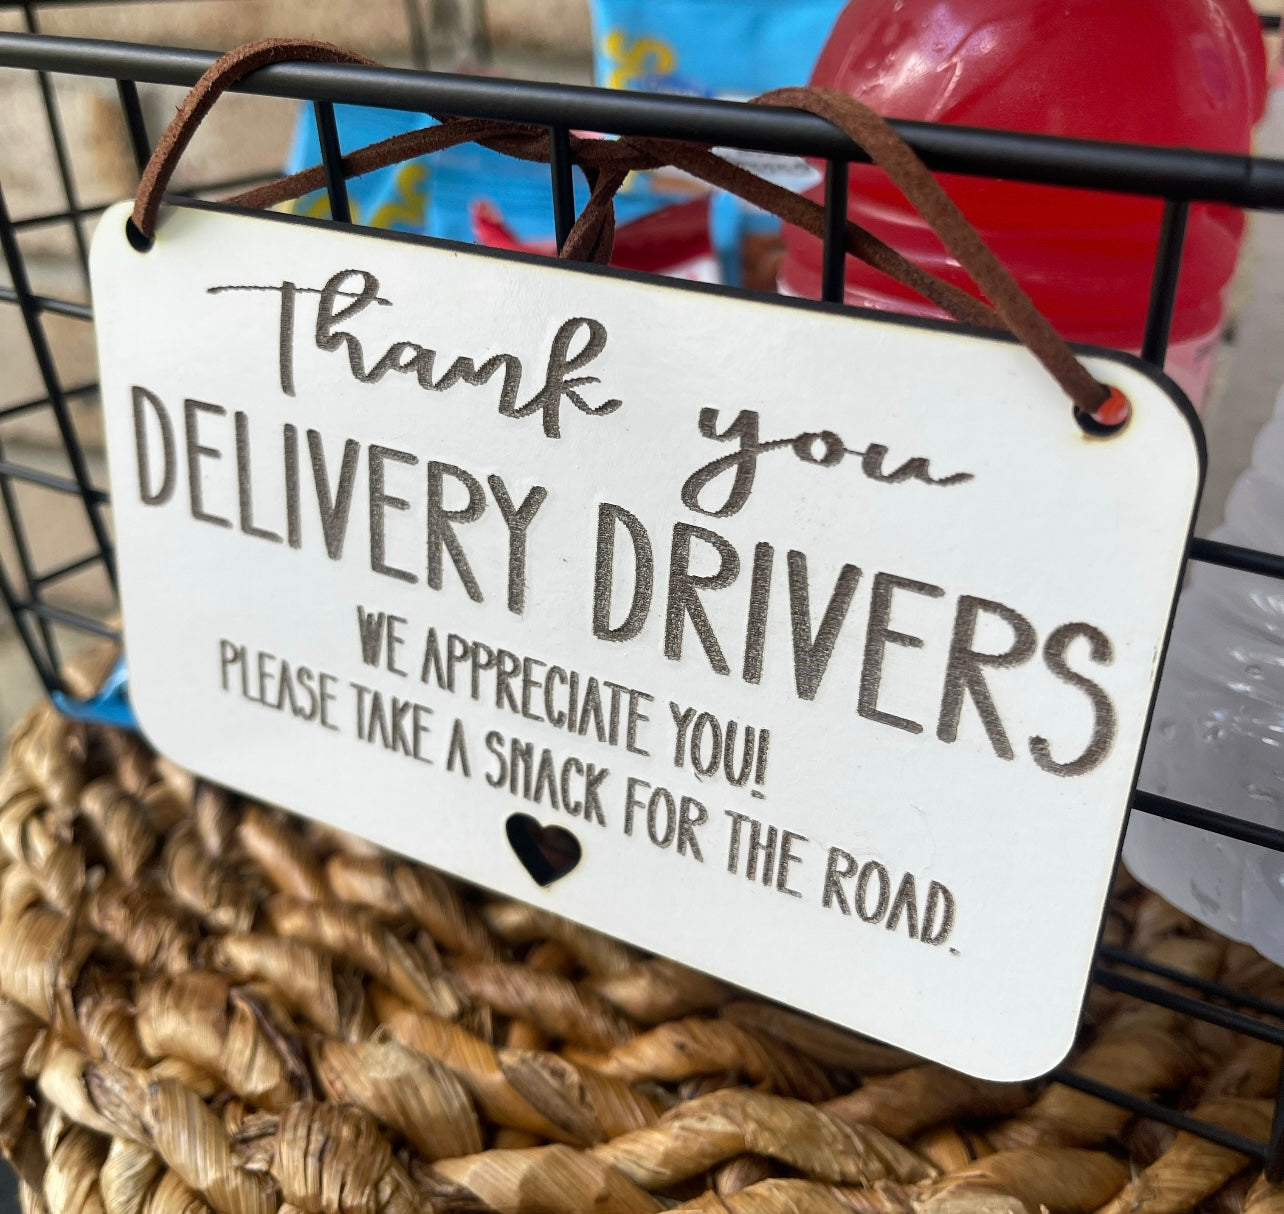 Thank you
DELIVERY DRIVERS
WE APPRECIATE YOU!
PLEASE TAKE A SNACK FOR THE ROAD.